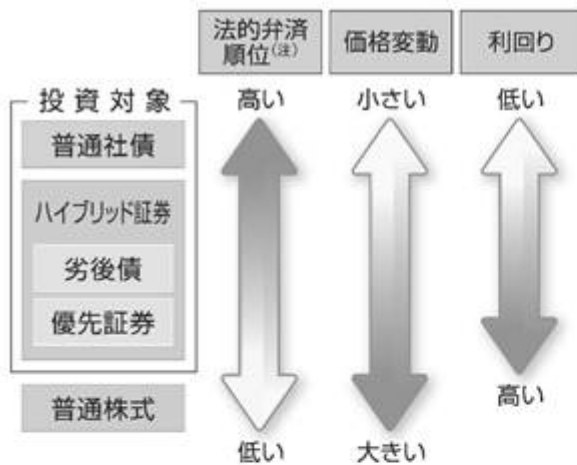 法的弁済
順位(注)
価格変動
利回り
投資対象
高い
小さい
低い
普通社債
ハイブリッド証券
劣後債
優先証券
普通株式
高い
低い
大きい